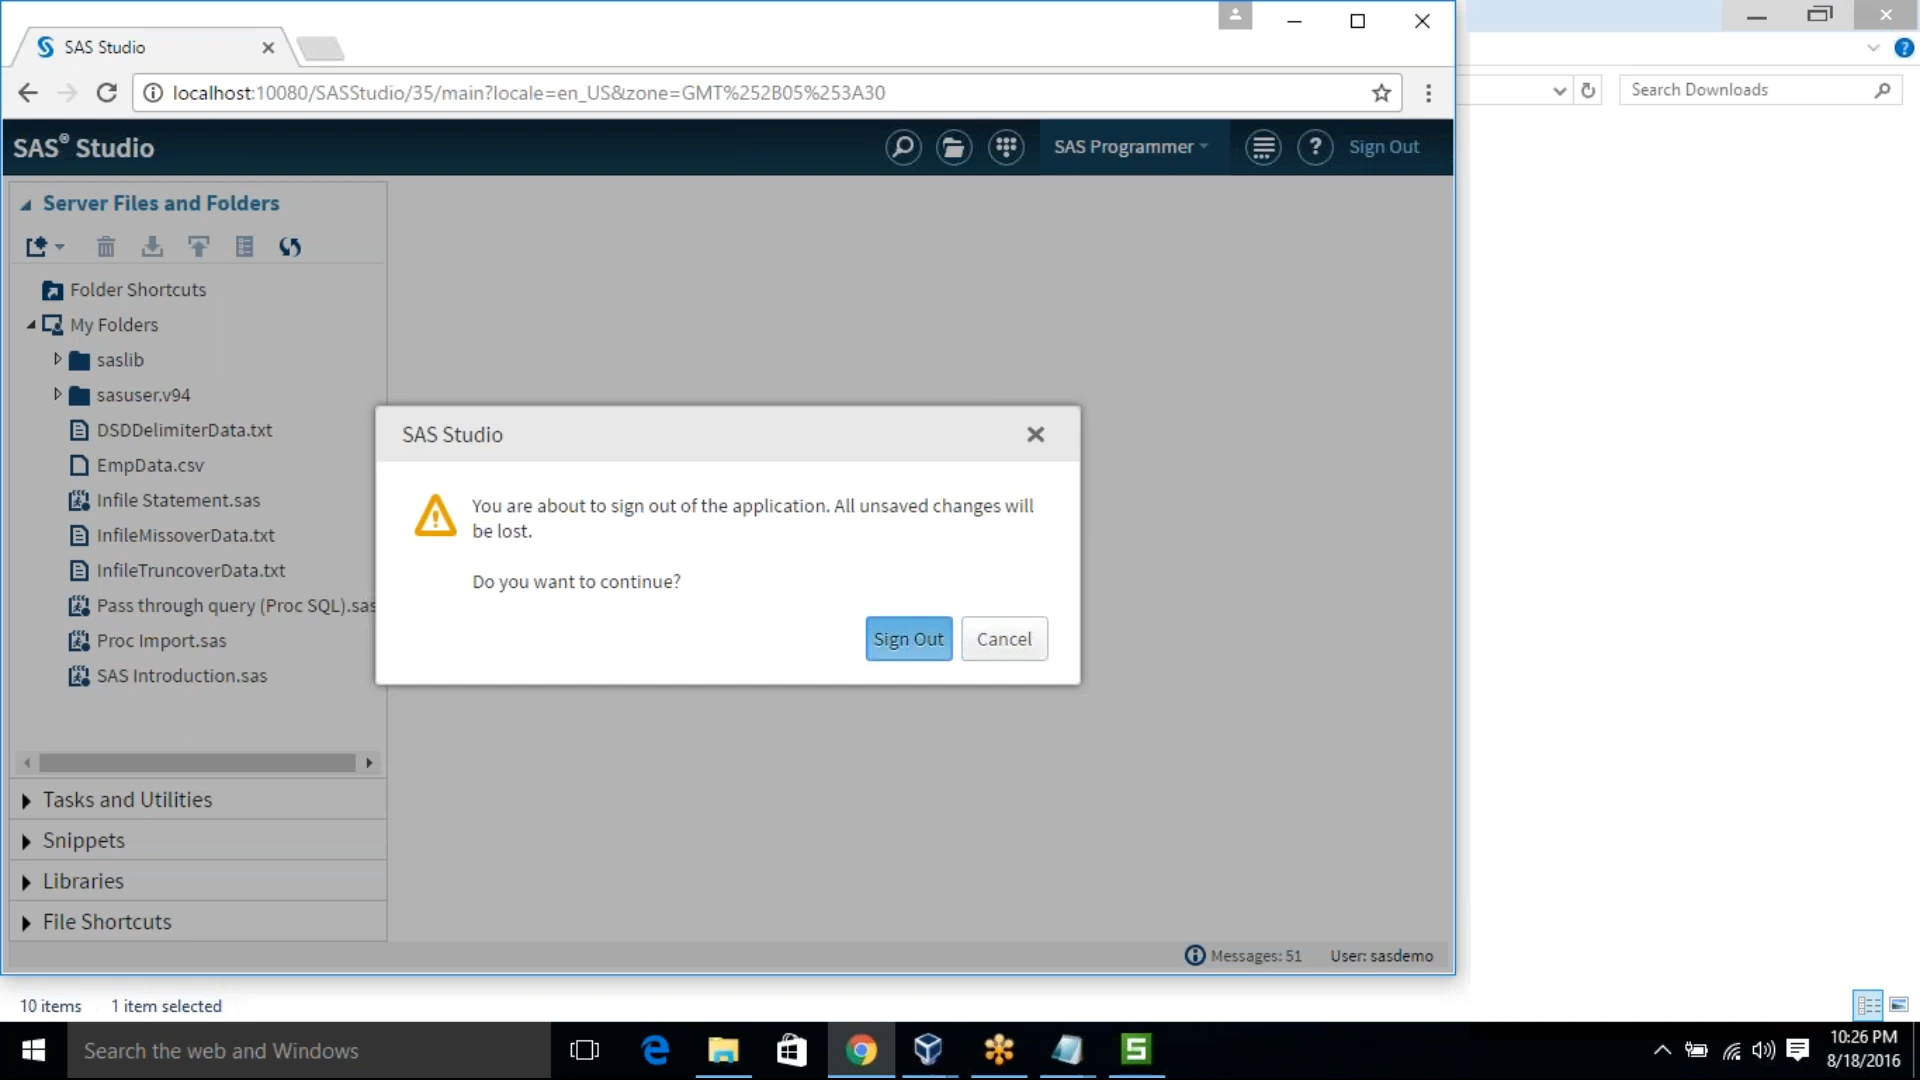 SAS Studio
localhost:10080/SASStudio/35/main?locale=en_US&zone=GMT%252B05%253A30
Search Downloads
SAS® Studio
SAS Programmer
Sign Out
Server Files and Folders
Folder Shortcuts
My Folders
saslib
sasuser.v94
DSDDelimiterData.txt
EmpData.csv
Infile Statement.sas
InfileMissoverData.txt
InfileTruncoverData.txt
Pass through query (Proc SQL).sas
Proc Import.sas
SAS Introduction.sas
SAS Studio
You are about to sign out of the application. All unsaved changes will
be lost.
Do you want to continue?
Sign Out
Cancel
Tasks and Utilities
Snippets
Libraries
File Shortcuts
Messages: 51
User: sasdemo
10 items
1 item selected
Search the web and Windows
10:26 PM
8/18/2016